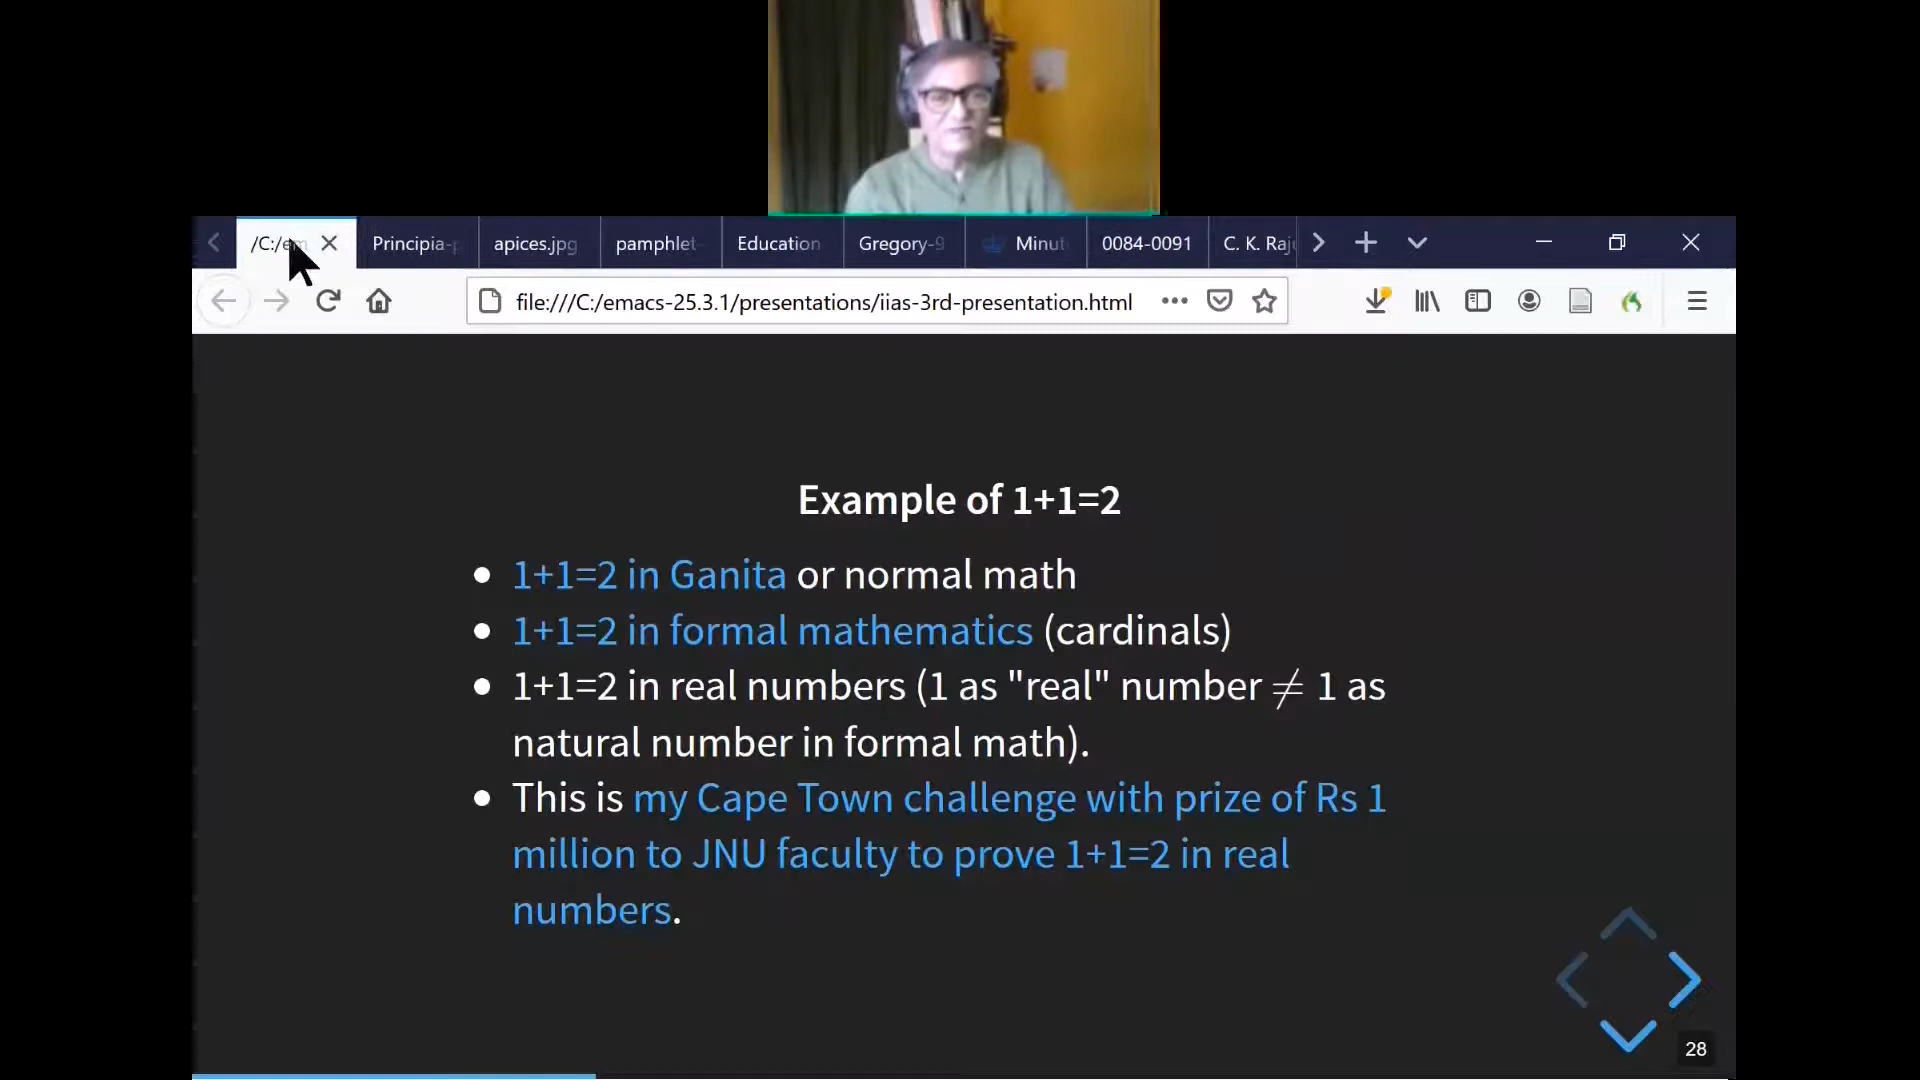 /C:/em
Principia-p
apices.jpg
pamphlet
Education
Gregory-9
Minut
0084-0091
C. K. Raju
file:///C:/emacs-25.3.1/presentations/iias-3rd-presentation.html
Example of 1+1=2
1+1=2 in Ganita or normal math
1+1=2 in formal mathematics (cardinals)
1+1=2 in real numbers (1 as "real" number ≠ 1 as
natural number in formal math).
This is my Cape Town challenge with prize of Rs 1
million to JNU faculty to prove 1+1=2 in real
numbers.
28